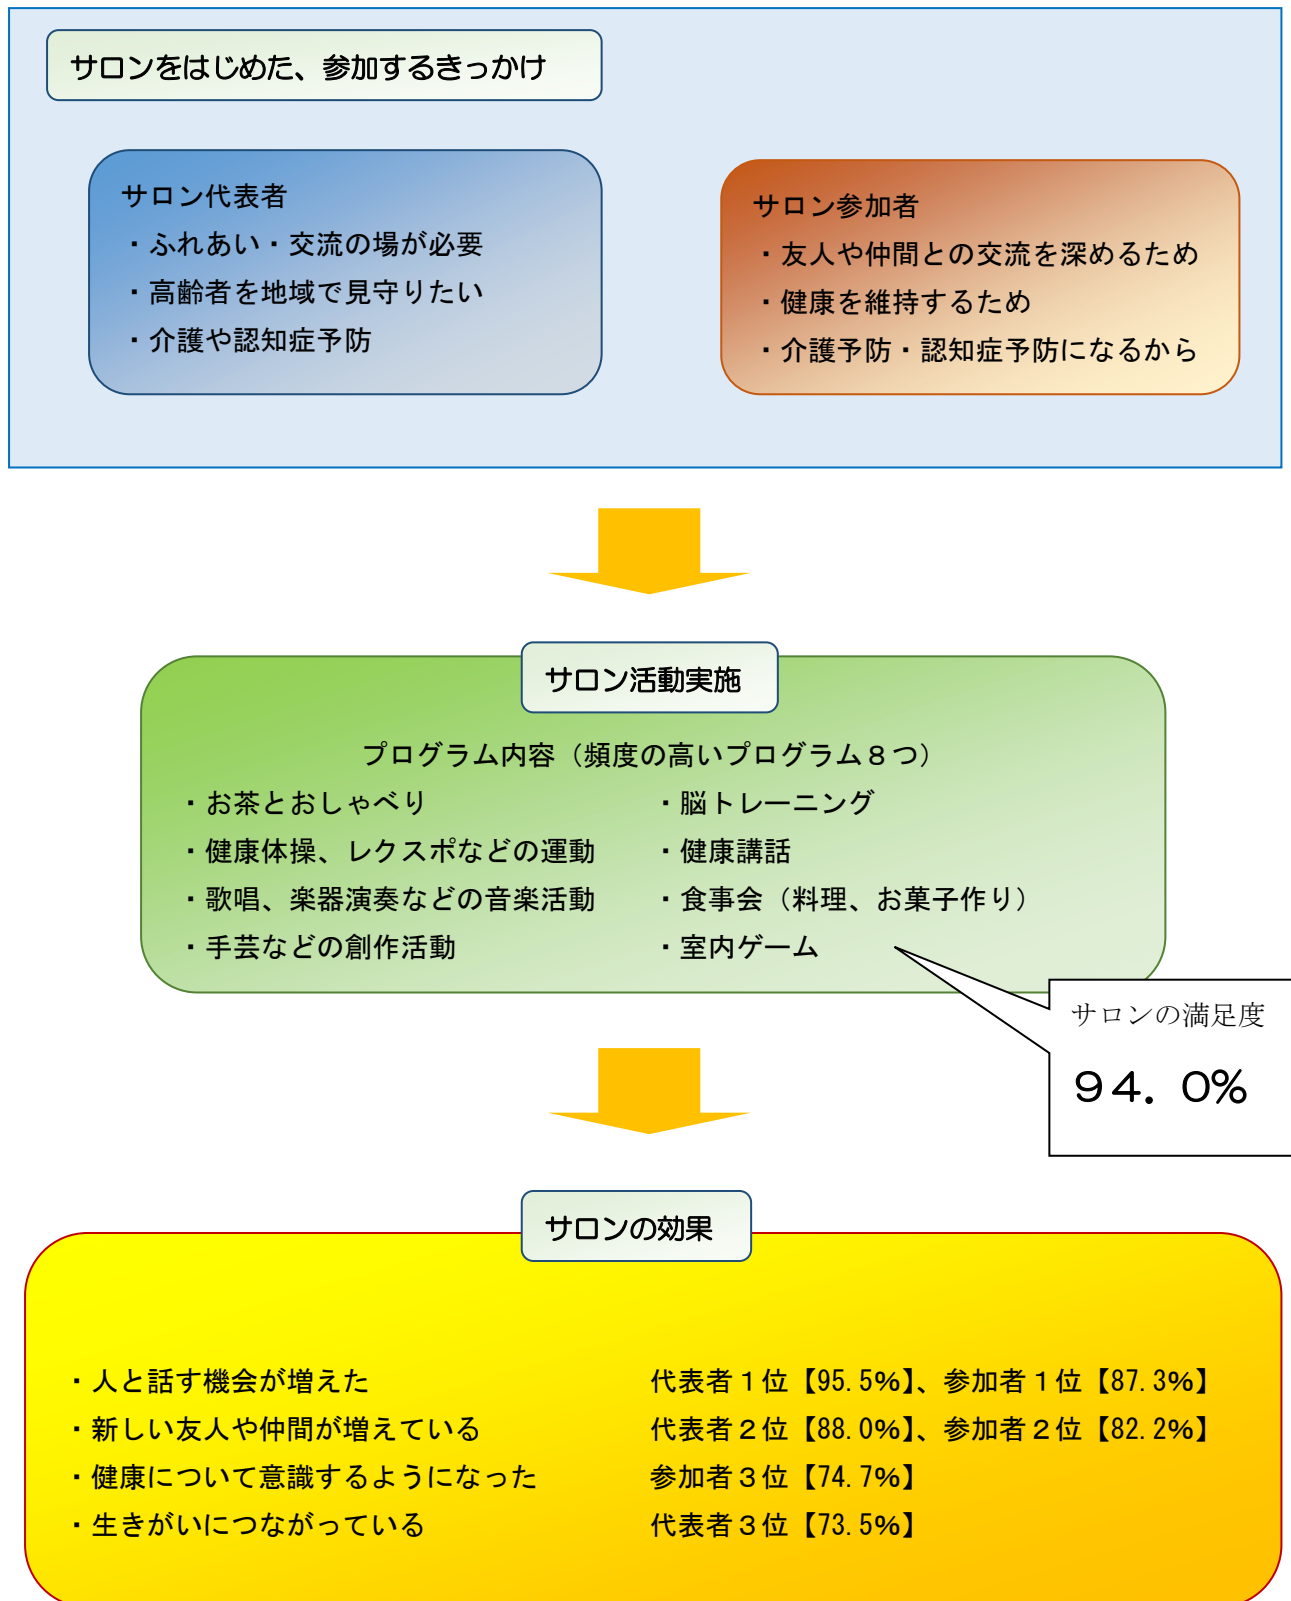 サロンをはじめた、参加するきっかけ
サロン代表者
・ふれあい・交流の場が必要
・高齢者を地域で見守りたい
・介護や認知症予防
サロン参加者
・友人や仲間との交流を深めるため
・健康を維持するため
・介護予防・認知症予防になるから
サロン活動実施
プログラム内容（頻度の高いプログラム８つ）
・お茶とおしゃべり
・健康体操、レクスポなどの運動
・歌唱、楽器演奏などの音楽活動
・手芸などの創作活動
・脳トレーニング
・健康講話
・食事会（料理、お菓子作り）
・室内ゲーム
サロンの満足度
９４．０％
サロンの効果
・人と話す機会が増えた　代表者１位【95.5%】、参加者１位【87.3%】
・新しい友人や仲間が増えている　代表者２位【88.0%】、参加者２位【82.2%】
・健康について意識するようになった　参加者３位【74.7%】
・生きがいにつながっている　代表者３位【73.5%】